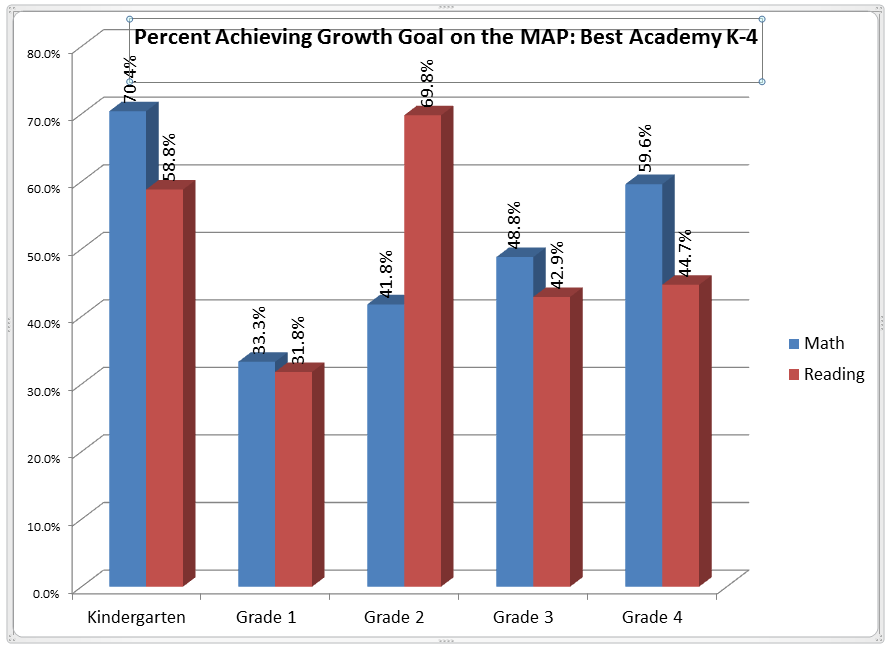 Percent Achieving Growth Goal on the MAP: Best Academy K-4
80.0%
70.0%
60.0%
50.0%
40.0%
30.0%
20.0%
10.0%
0.0%
70.4%
58.8%
33.3%
31.8%
41.8%
69.8%
48.8%
42.9%
59.6%
44.7%
Kindergarten
Grade 1
Grade 2
Grade 3
Grade 4
Math
Reading